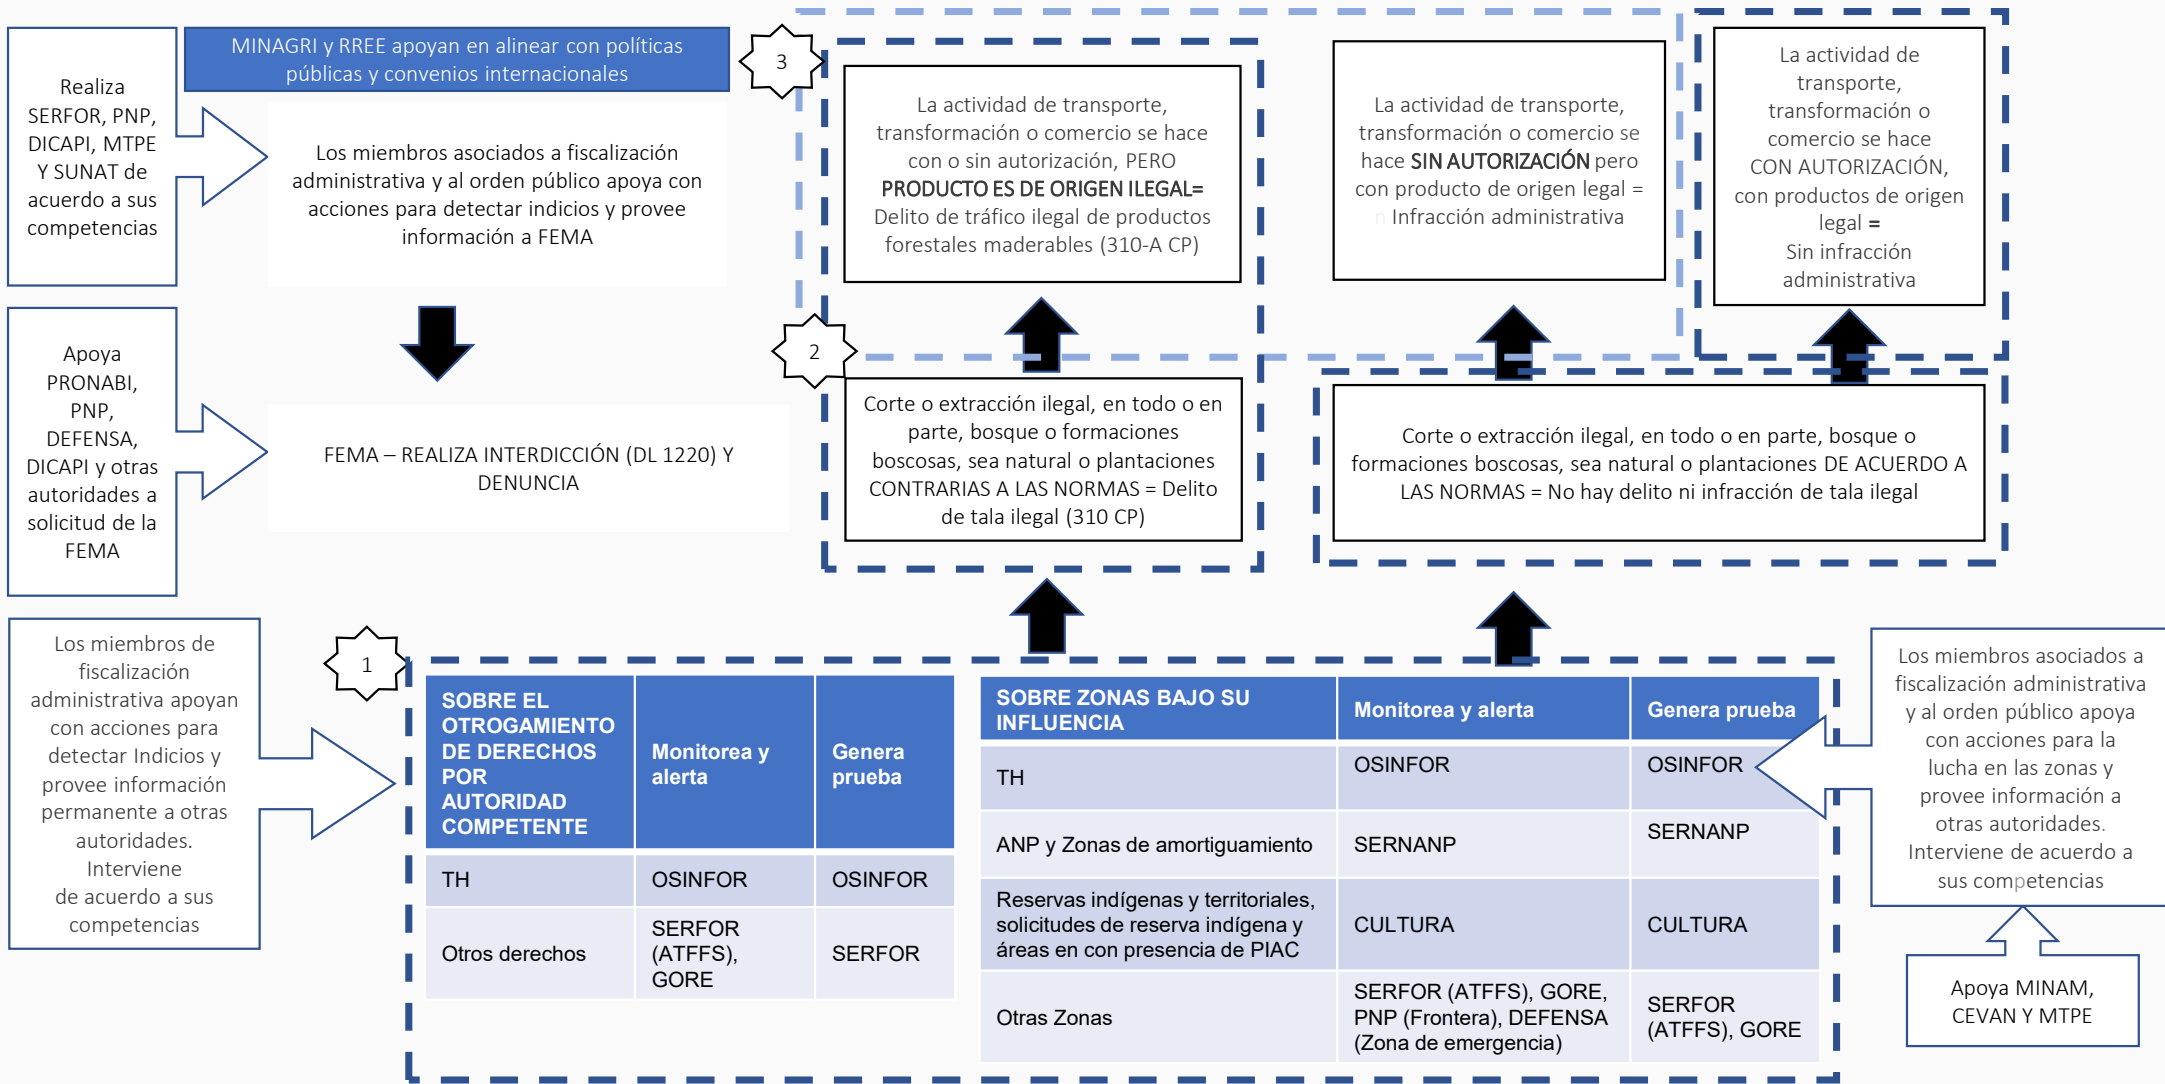 Realiza
SERFOR, PNP,
DICAPI, MTPE
Y SUNAT de
acuerdo a sus
competencias
MINAGRI y RREE apoyan en alinear con políticas
públicas y convenios internacionales
Los miembros asociados a fiscalización
administrativa y al orden público apoya con
acciones para detectar indicios y provee
información a FEMA
3
La actividad de transporte,
transformación o comercio se hace
con o sin autorización, PERO
PRODUCTO ES DE ORIGEN ILEGAL=
Delito de tráfico ilegal de productos
forestales maderables (310-A CP)
La actividad de transporte,
transformación o comercio se
hace SIN AUTORIZACIÓN pero
con producto de origen legal =
n Infracción administrativa
La actividad de
transporte,
transformación o
comercio se hace
CON AUTORIZACIÓN,
con productos de origen
legal =
Sin infracción
administrativa
Apoya
PRONABI,
PNP,
DEFENSA,
DICAPI y otras
autoridades a
solicitud de la
FEMA
FEMA – REALIZA INTERDICCIÓN (DL 1220) Y
DENUNCIA
2
Corte o extracción ilegal, en todo o en
parte, bosque o formaciones
boscosas, sea natural o plantaciones
CONTRARIAS A LAS NORMAS = Delito
de tala ilegal (310 CP)
Corte o extracción ilegal, en todo o en parte, bosque o
formaciones boscosas, sea natural o plantaciones DE ACUERDO A
LAS NORMAS = No hay delito ni infracción de tala ilegal
Los miembros de
fiscalización
administrativa apoyan
con acciones para
detectar Indicios y
provee información
permanente a otras
autoridades.
Interviene
de acuerdo a sus
competencias
1
SOBRE EL
OTROGAMIENTO
DE DERECHOS
POR
AUTORIDAD
COMPETENTE
Monitorea y
alerta
Genera
prueba
TH
OSINFOR
OSINFOR
Otros derechos
SERFOR
(ATFFS),
GORE
SERFOR
SOBRE ZONAS BAJO SU
INFLUENCIA
Monitorea y alerta
Genera prueba
TH
OSINFOR
OSINFOR
ANP y Zonas de amortiguamiento
SERNANP
SERNANP
Reservas indígenas y territoriales,
solicitudes de reserva indígena y
áreas en con presencia de PIAC
CULTURA
CULTURA
Otras Zonas
SERFOR (ATFFS), GORE,
PNP (Frontera), DEFENSA
(Zona de emergencia)
SERFOR
(ATFFS), GORE
Los miembros asociados a
fiscalización administrativa
y al orden público apoya
con acciones para la
lucha en las zonas y
provee información a
otras autoridades.
Interviene de acuerdo a
sus competencias
Apoya MINAM,
CEVAN Y MTPE